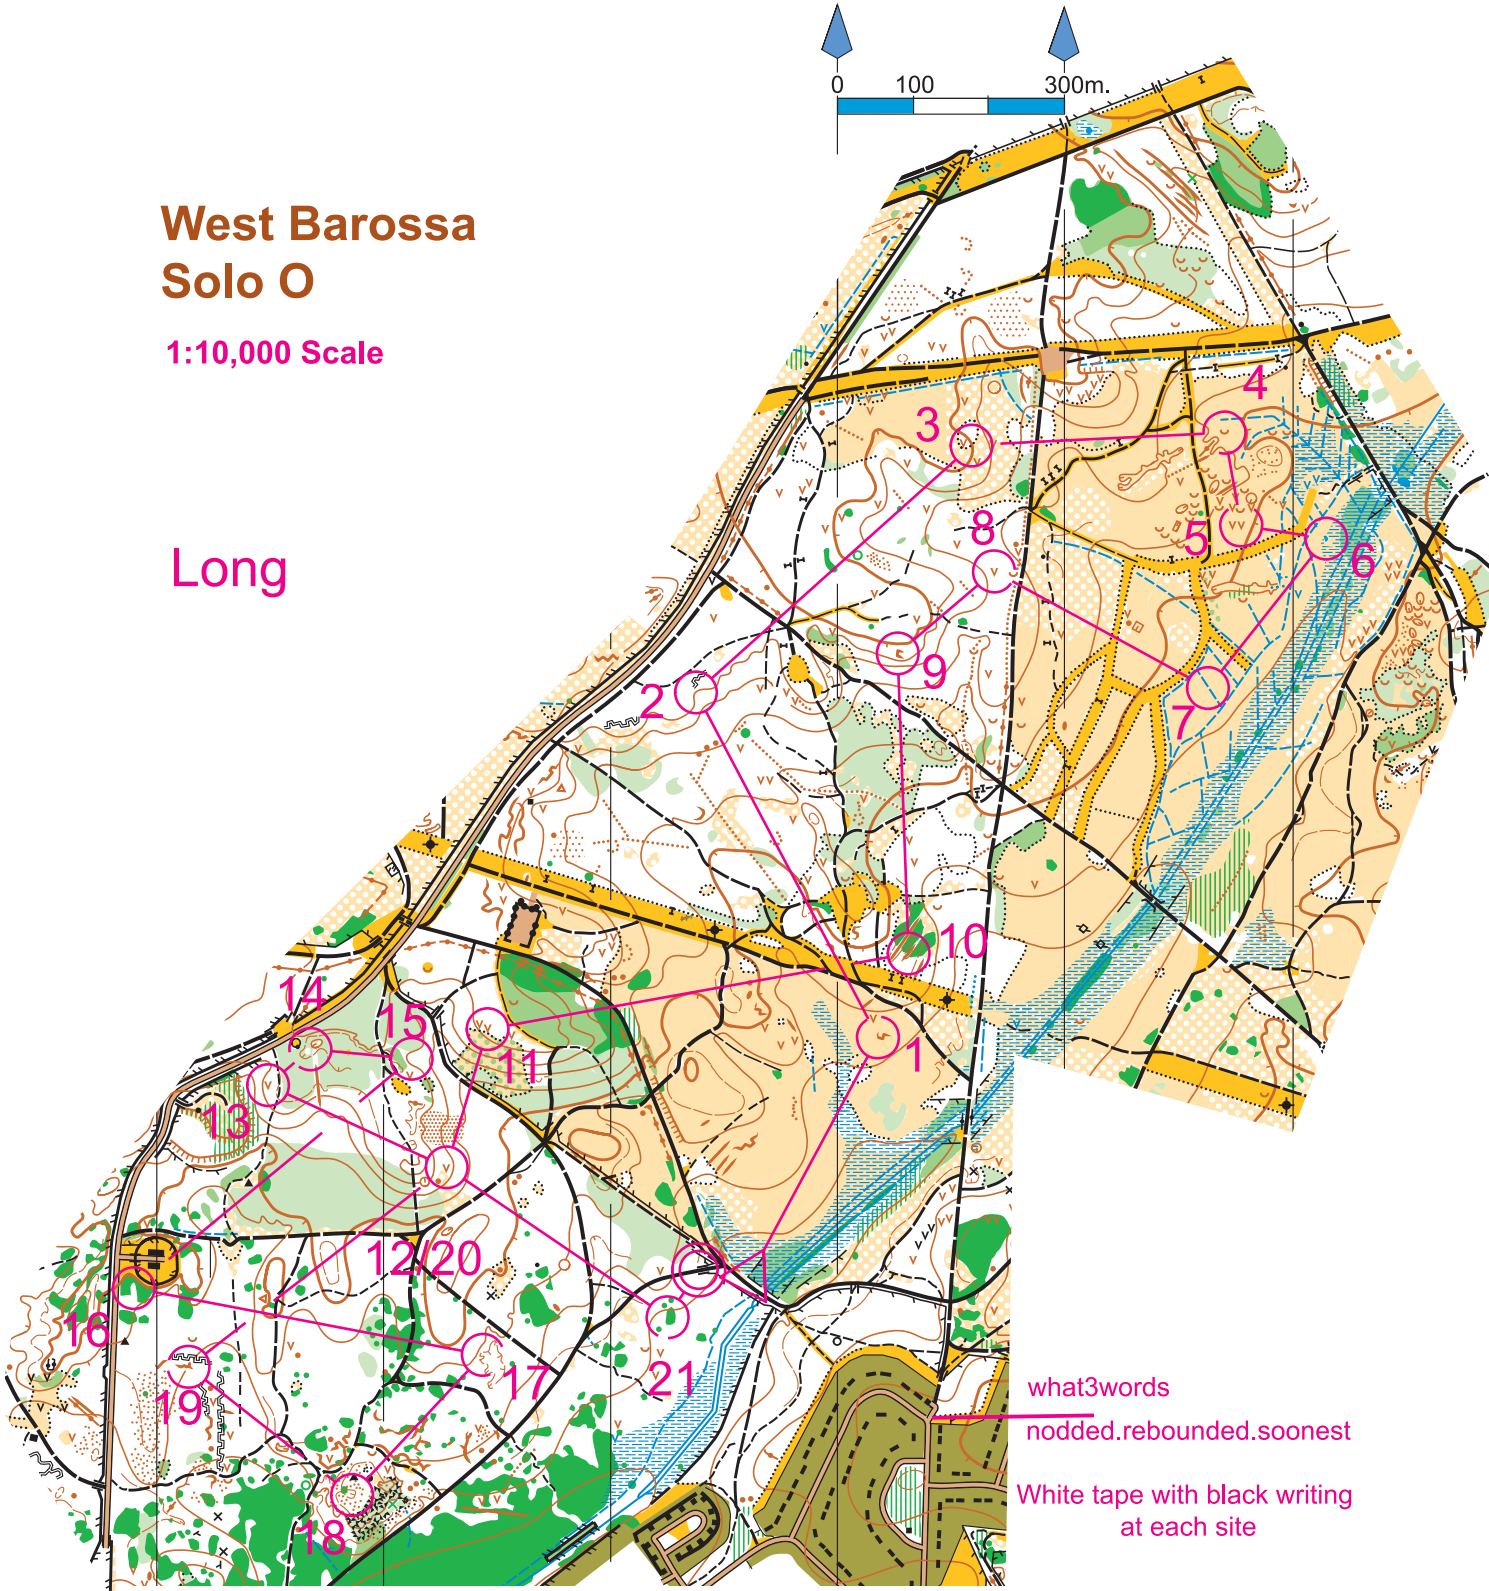 0 100 300m.
West Barossa
Solo O
1:10,000 Scale
Long
4
3
8
5
6
9
2
7
10
14
15
1
11
13
12/20
16
17
21
19
what3words
nodded.rebounded.soonest
White tape with black writing
at each site
18